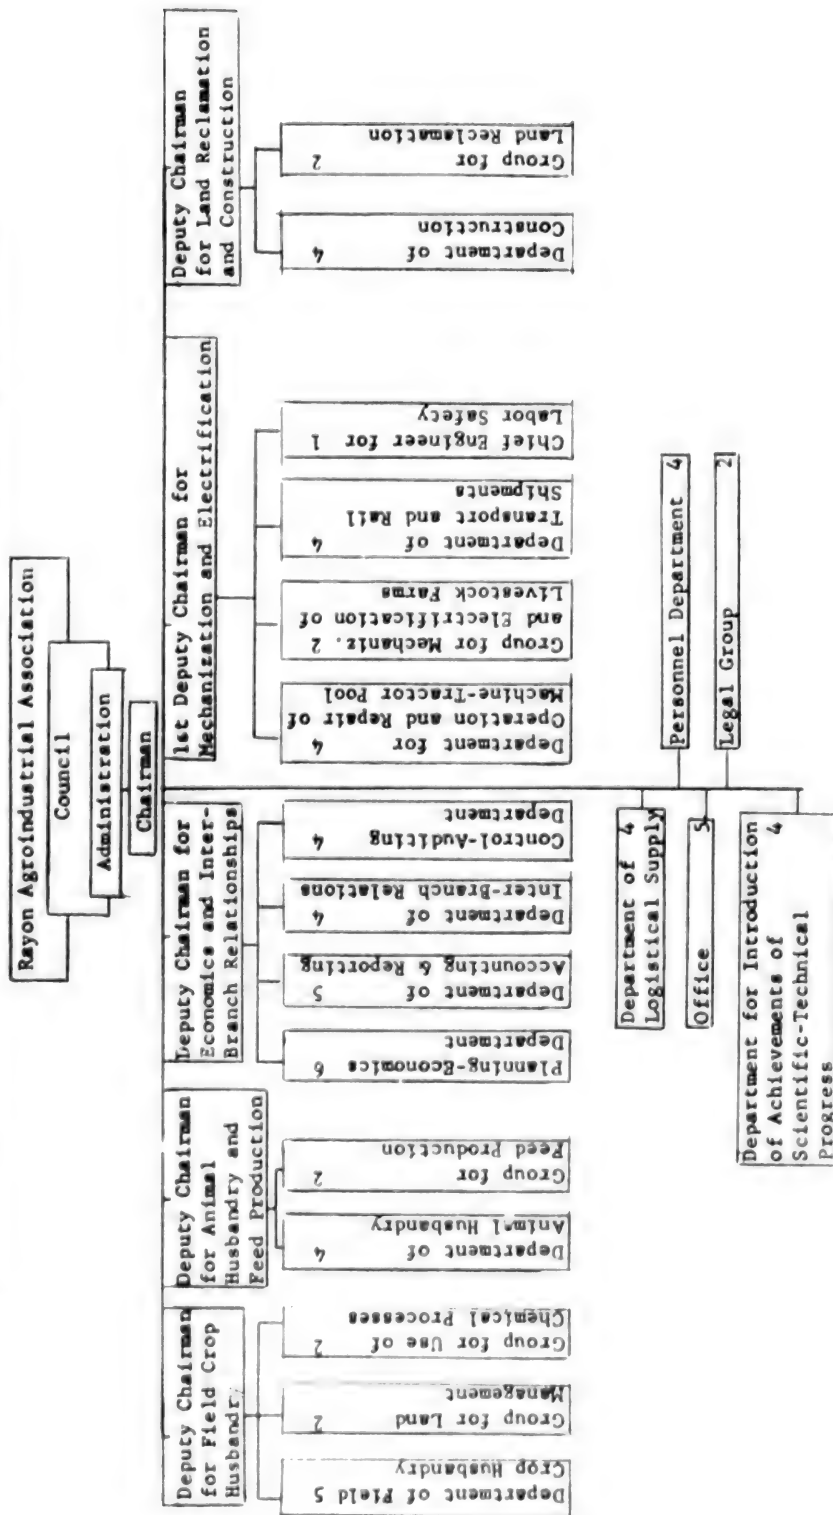 Rayon Agroindustrial Association
Council
Administration
Chairman
Deputy Chairman
for Field Crop
Husbandry
Deputy Chairman
for Animal
Husbandry and
Feed Production
Deputy Chairman for
Economics and Inter-
Branch Relationships
1st Deputy Chairman for
Mechanization and Electrification
Deputy Chairman
for Land Reclamation
and Construction
Department of Field 5
Crop Husbandry
Group for Land 2
Management
Group for Use of 2
Chemical Processes
Department of 4
Animal Husbandry
Group for 2
Feed Production
Planning-Economics 6
Department
Department of 5
Accounting & Reporting
Department of 4
Inter-Branch Relations
Control-Auditing 4
Department
Department for 4
Operation and Repair of
Machine-Tractor Pool
Group for Mechaniz. 2
and Electrification of
Livestock Farms
Department of 4
Transport and Rail
Shipments
Chief Engineer for 1
Labor Safety
Department of 4
Construction
Group for 2
Land Reclamation
Department of 4
Logistical Supply
Personnel Department 4
Office 5
Legal Group 2
Department for Introduction
of Achievements of 4
Scientific-Technical
Progress